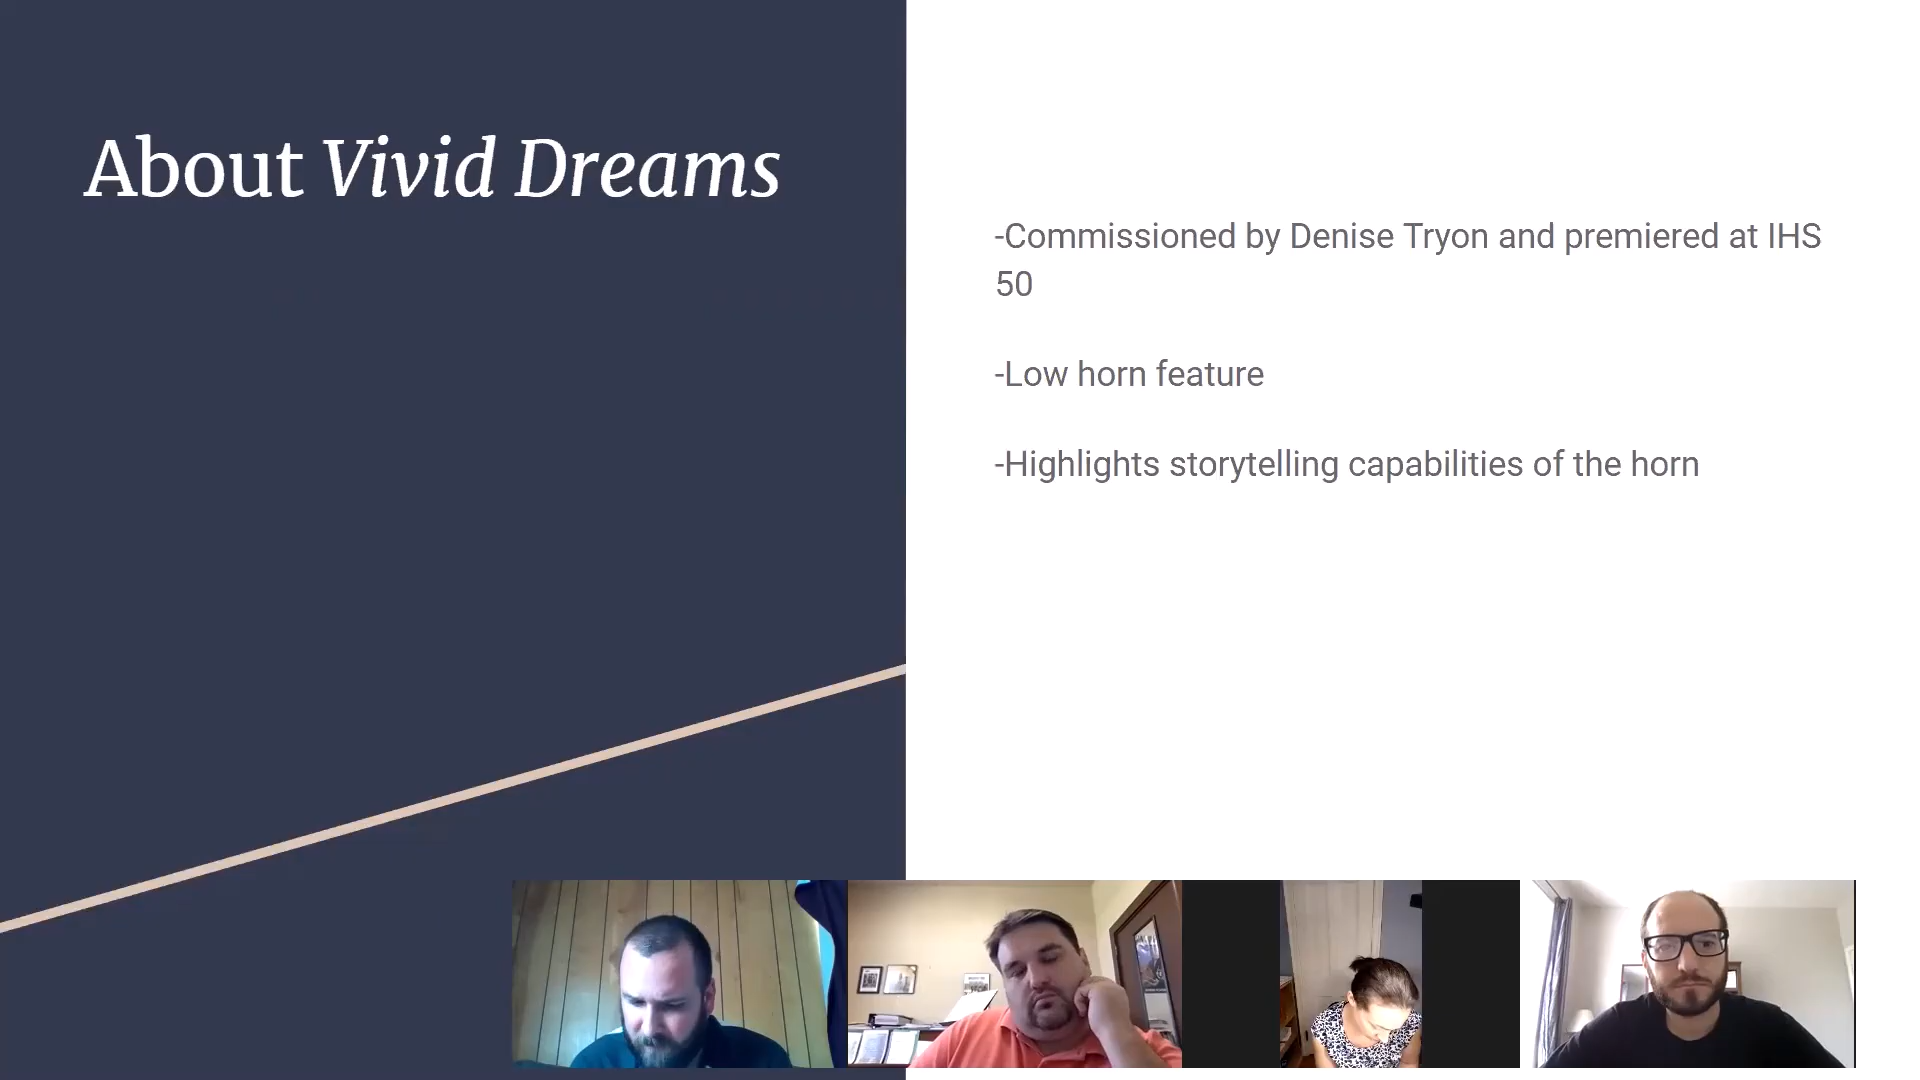 About Vivid Dreams
-Commissioned by Denise Tryon and premiered at IHS
50
-Low horn feature
-Highlights storytelling capabilities of the horn